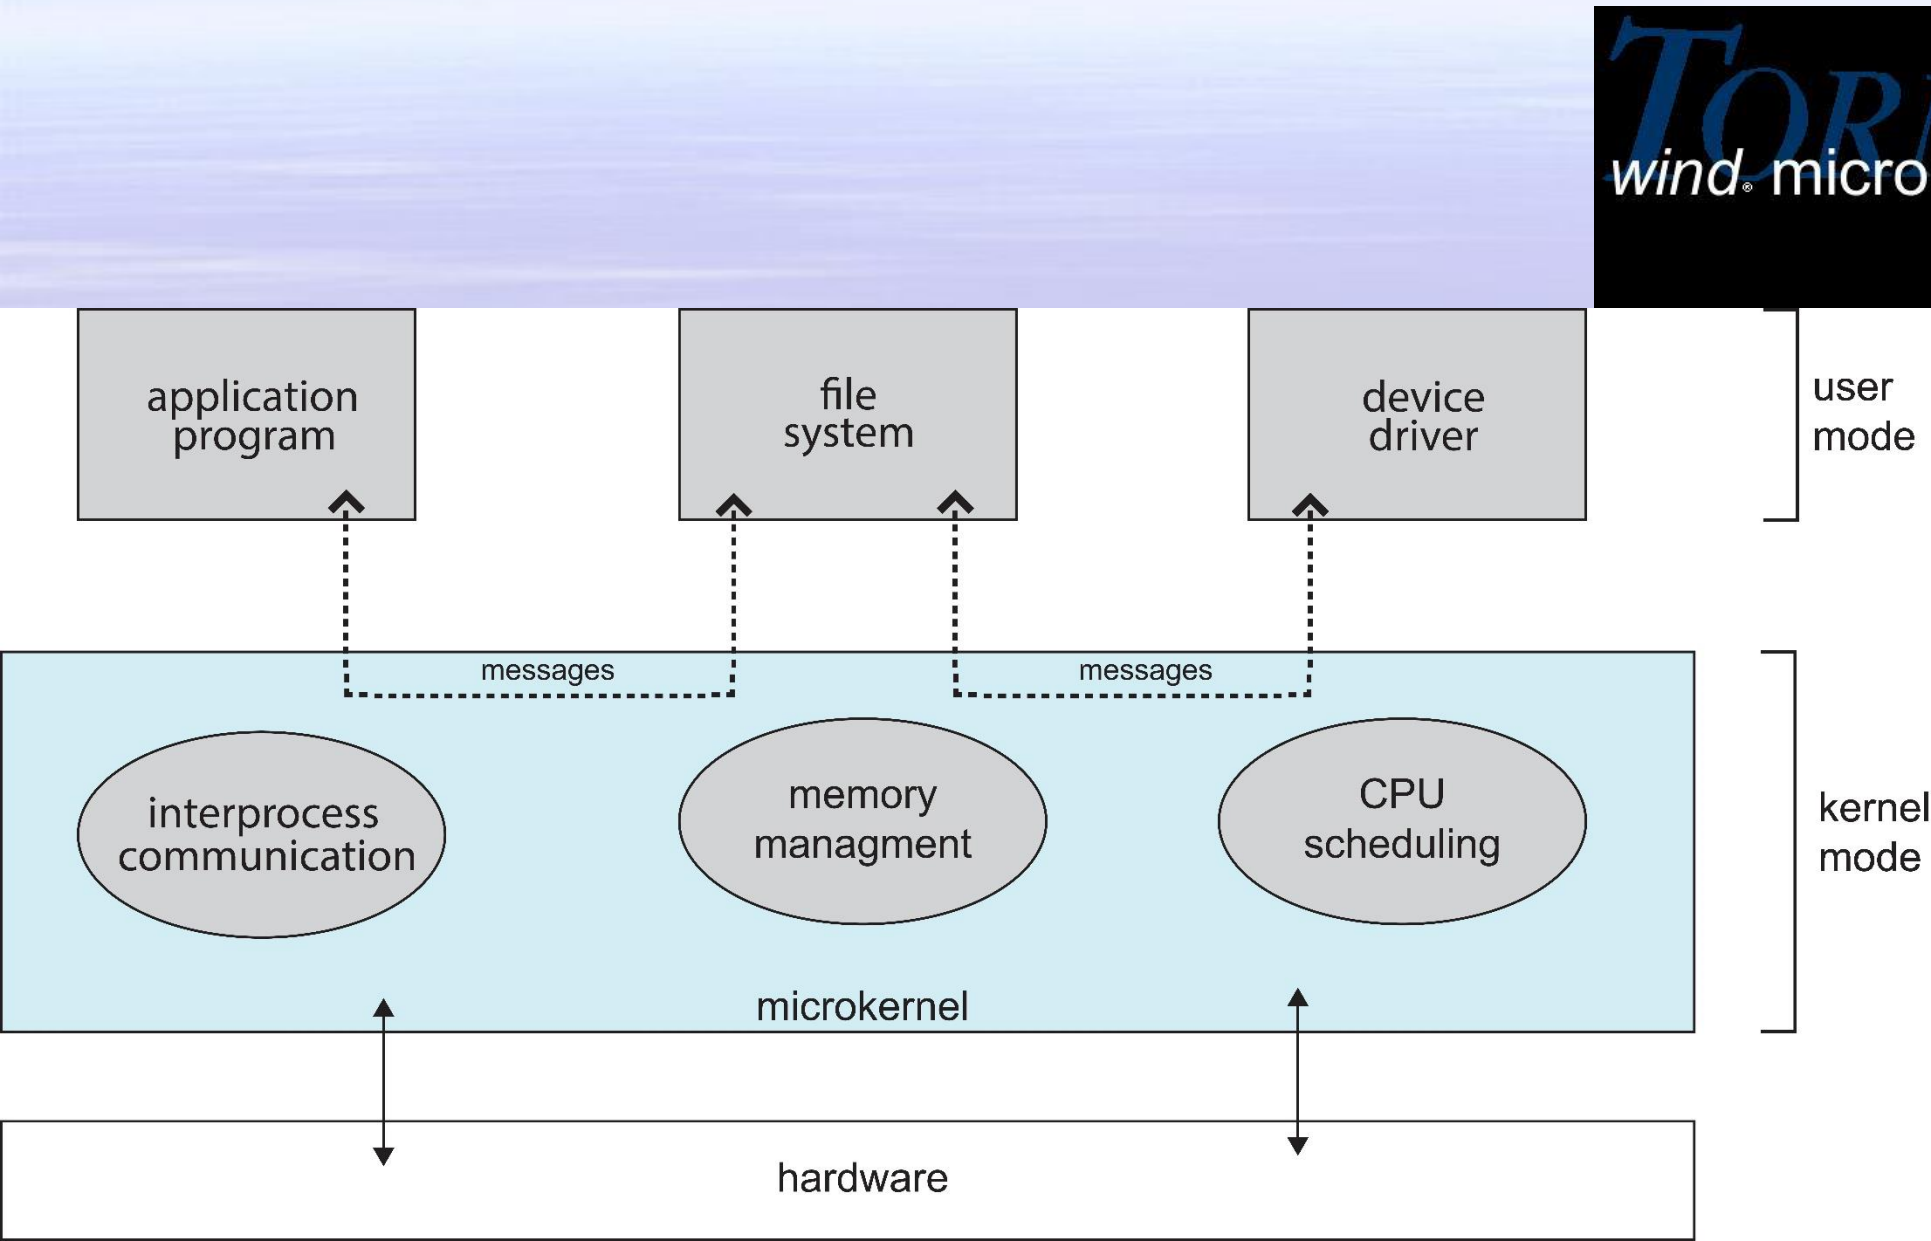 wind® micro
application
program
file
system
device
driver
user
mode
messages
messages
interprocess
communication
memory
managment
CPU
scheduling
kernel
mode
microkernel
hardware